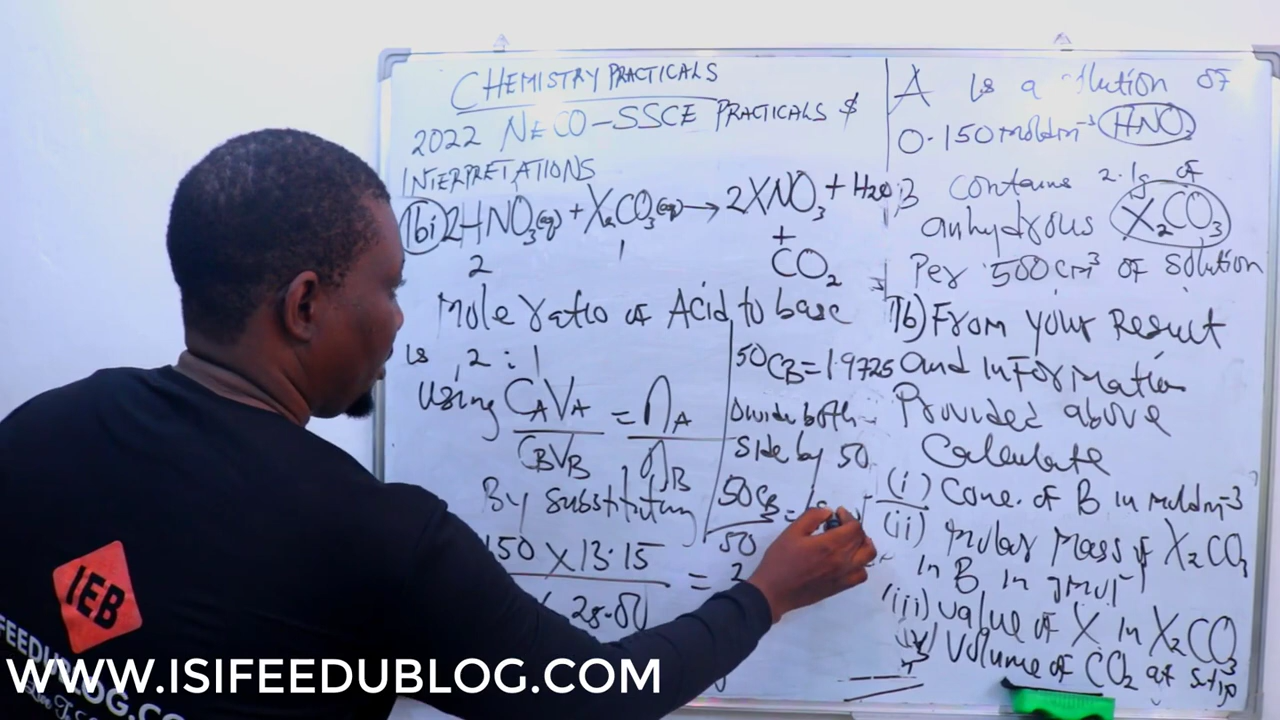 CHEMISTRY PRACTICALS
2022 NECO-SSCE PRACTICALS $
INTERPRETATIONS
1bi 2HNO₃(aq) + X₂CO₃(aq) → 2XNO₃ + H₂O
+
CO₂
2 1
Mole ratio of Acid to base
is 2:1
Using CAVA = nA
CBVB nB
By substituting
150 X 13.15
= 2
50CB = 1.9725
Divide both
side by 50
50CB =
50
A is a solution of
0.150moldm⁻³ HNO₃
B contains 2.1g of
anhydrous X₂CO₃
Per 500cm³ of solution
1b) From your Result
and information
Provided above
Calculate
(i) Conc. of B in moldm⁻³
(ii) molar mass of X₂CO₃
in B in gmol⁻¹
(iii) value of X in X₂CO₃
iv) Volume of CO₂ at s.t.p
IEB
FEEDUBLOG.CO
WWW.ISIFEEDUBLOG.COM